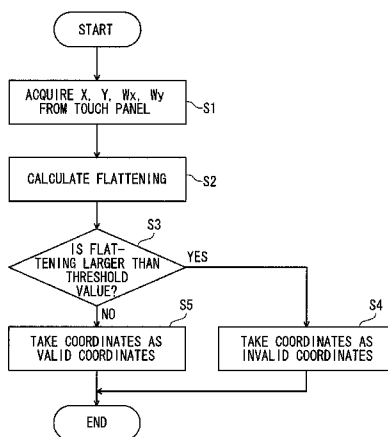 START
ACQUIRE X, Y, Wx, Wy
FROM TOUCH PANEL
S1
CALCULATE FLATTENING
S2
S3
IS FLAT-
TENING LARGER THAN
THRESHOLD
VALUE?
YES
NO
S5
S4
TAKE COORDINATES AS
VALID COORDINATES
TAKE COORDINATES AS
INVALID COORDINATES
END